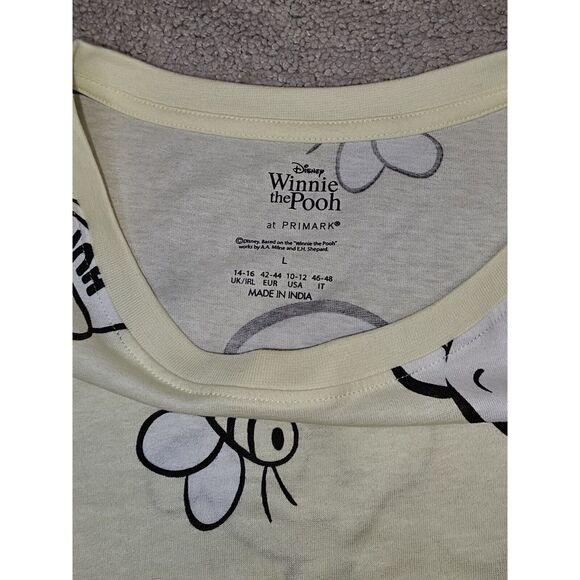 Disney
Winnie
the Pooh
at PRIMARK®
©Disney. Based on the "Winnie the Pooh"
works by A.A. Milne and E.H. Shepard.
L
14-16 42-44 10-12 46-48
UK/IRL EUR USA IT
MADE IN INDIA
HU